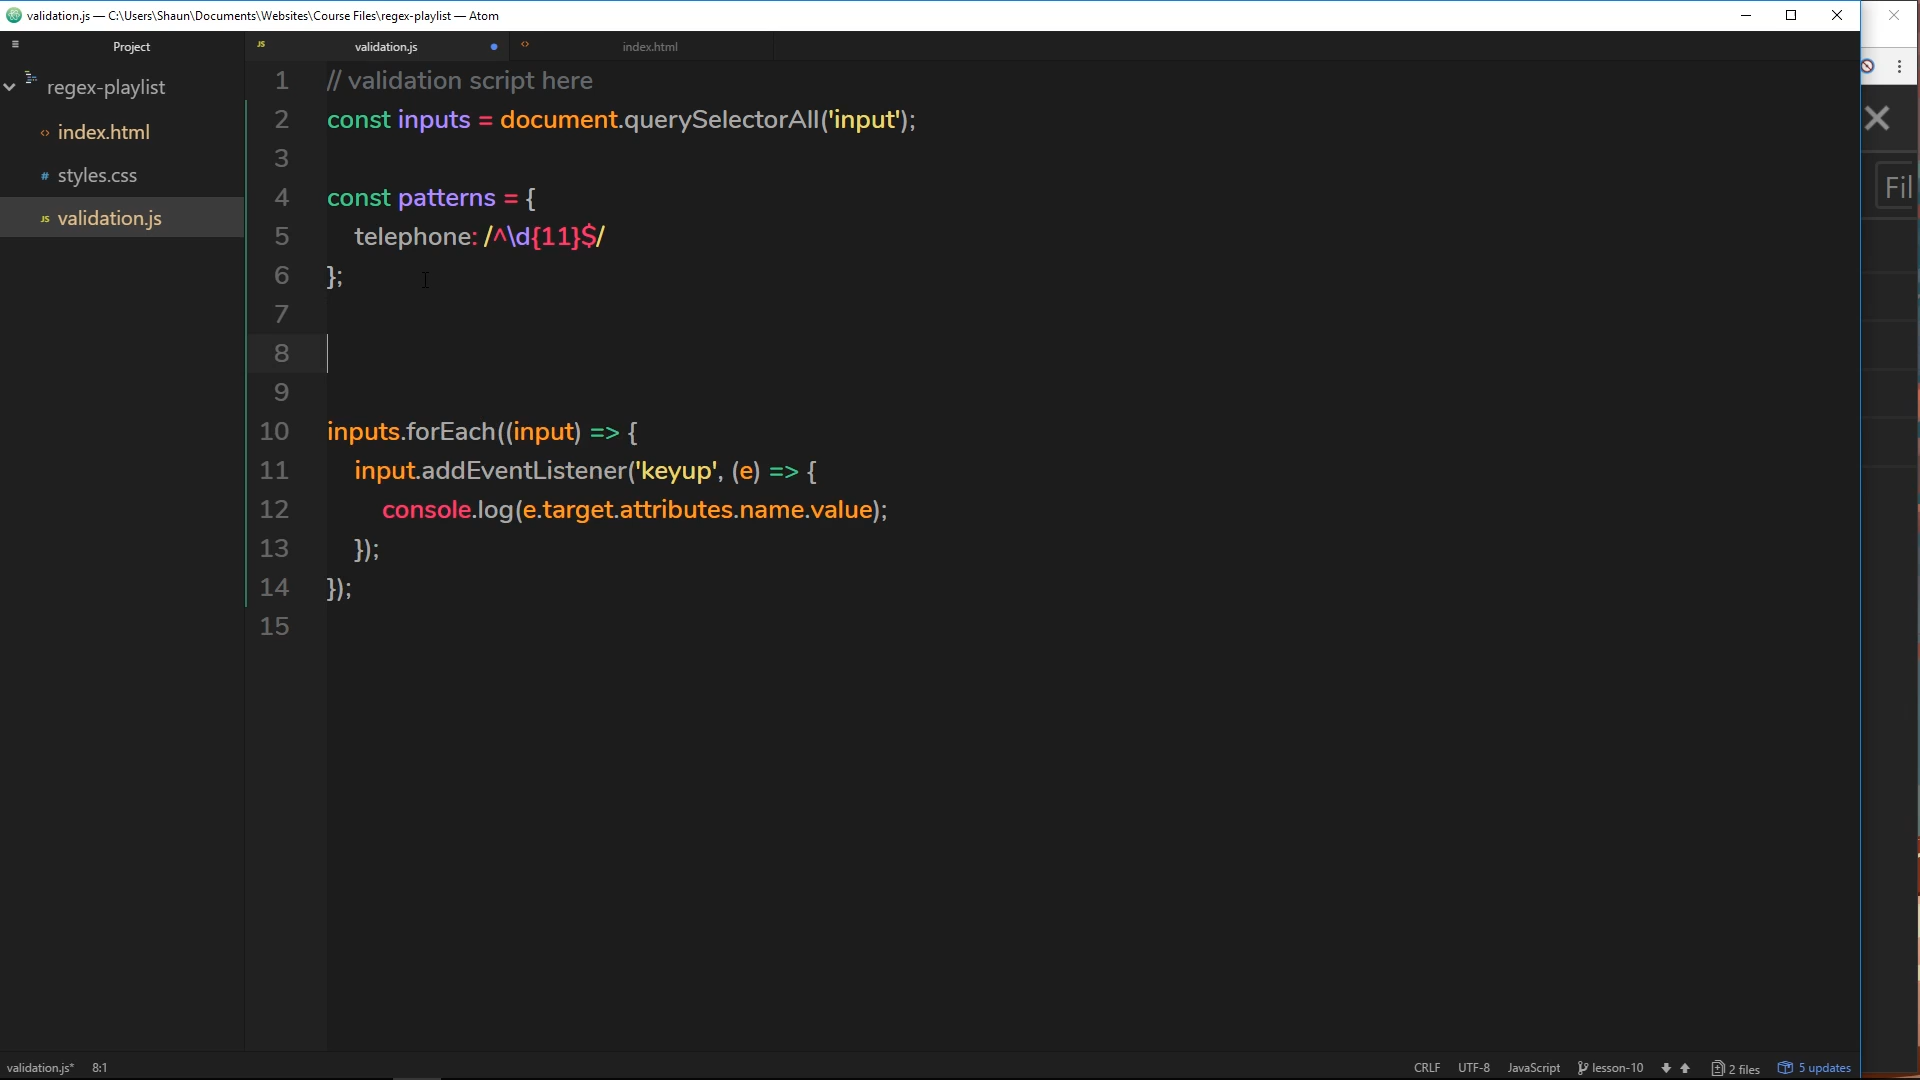 validation.js — C:\Users\Shaun\Documents\Websites\Course Files\regex-playlist — Atom
Project
validation.js
index.html
regex-playlist
index.html
styles.css
validation.js
1 // validation script here
2 const inputs = document.querySelectorAll('input');
3
4 const patterns = {
5 telephone: /^\d{11}$/
6 };
7
8
9
10 inputs.forEach((input) => {
11 input.addEventListener('keyup', (e) => {
12 console.log(e.target.attributes.name.value);
13 });
14 });
15
Fil
validation.js* 8:1
CRLF UTF-8 JavaScript lesson-10 2 files 5 updates